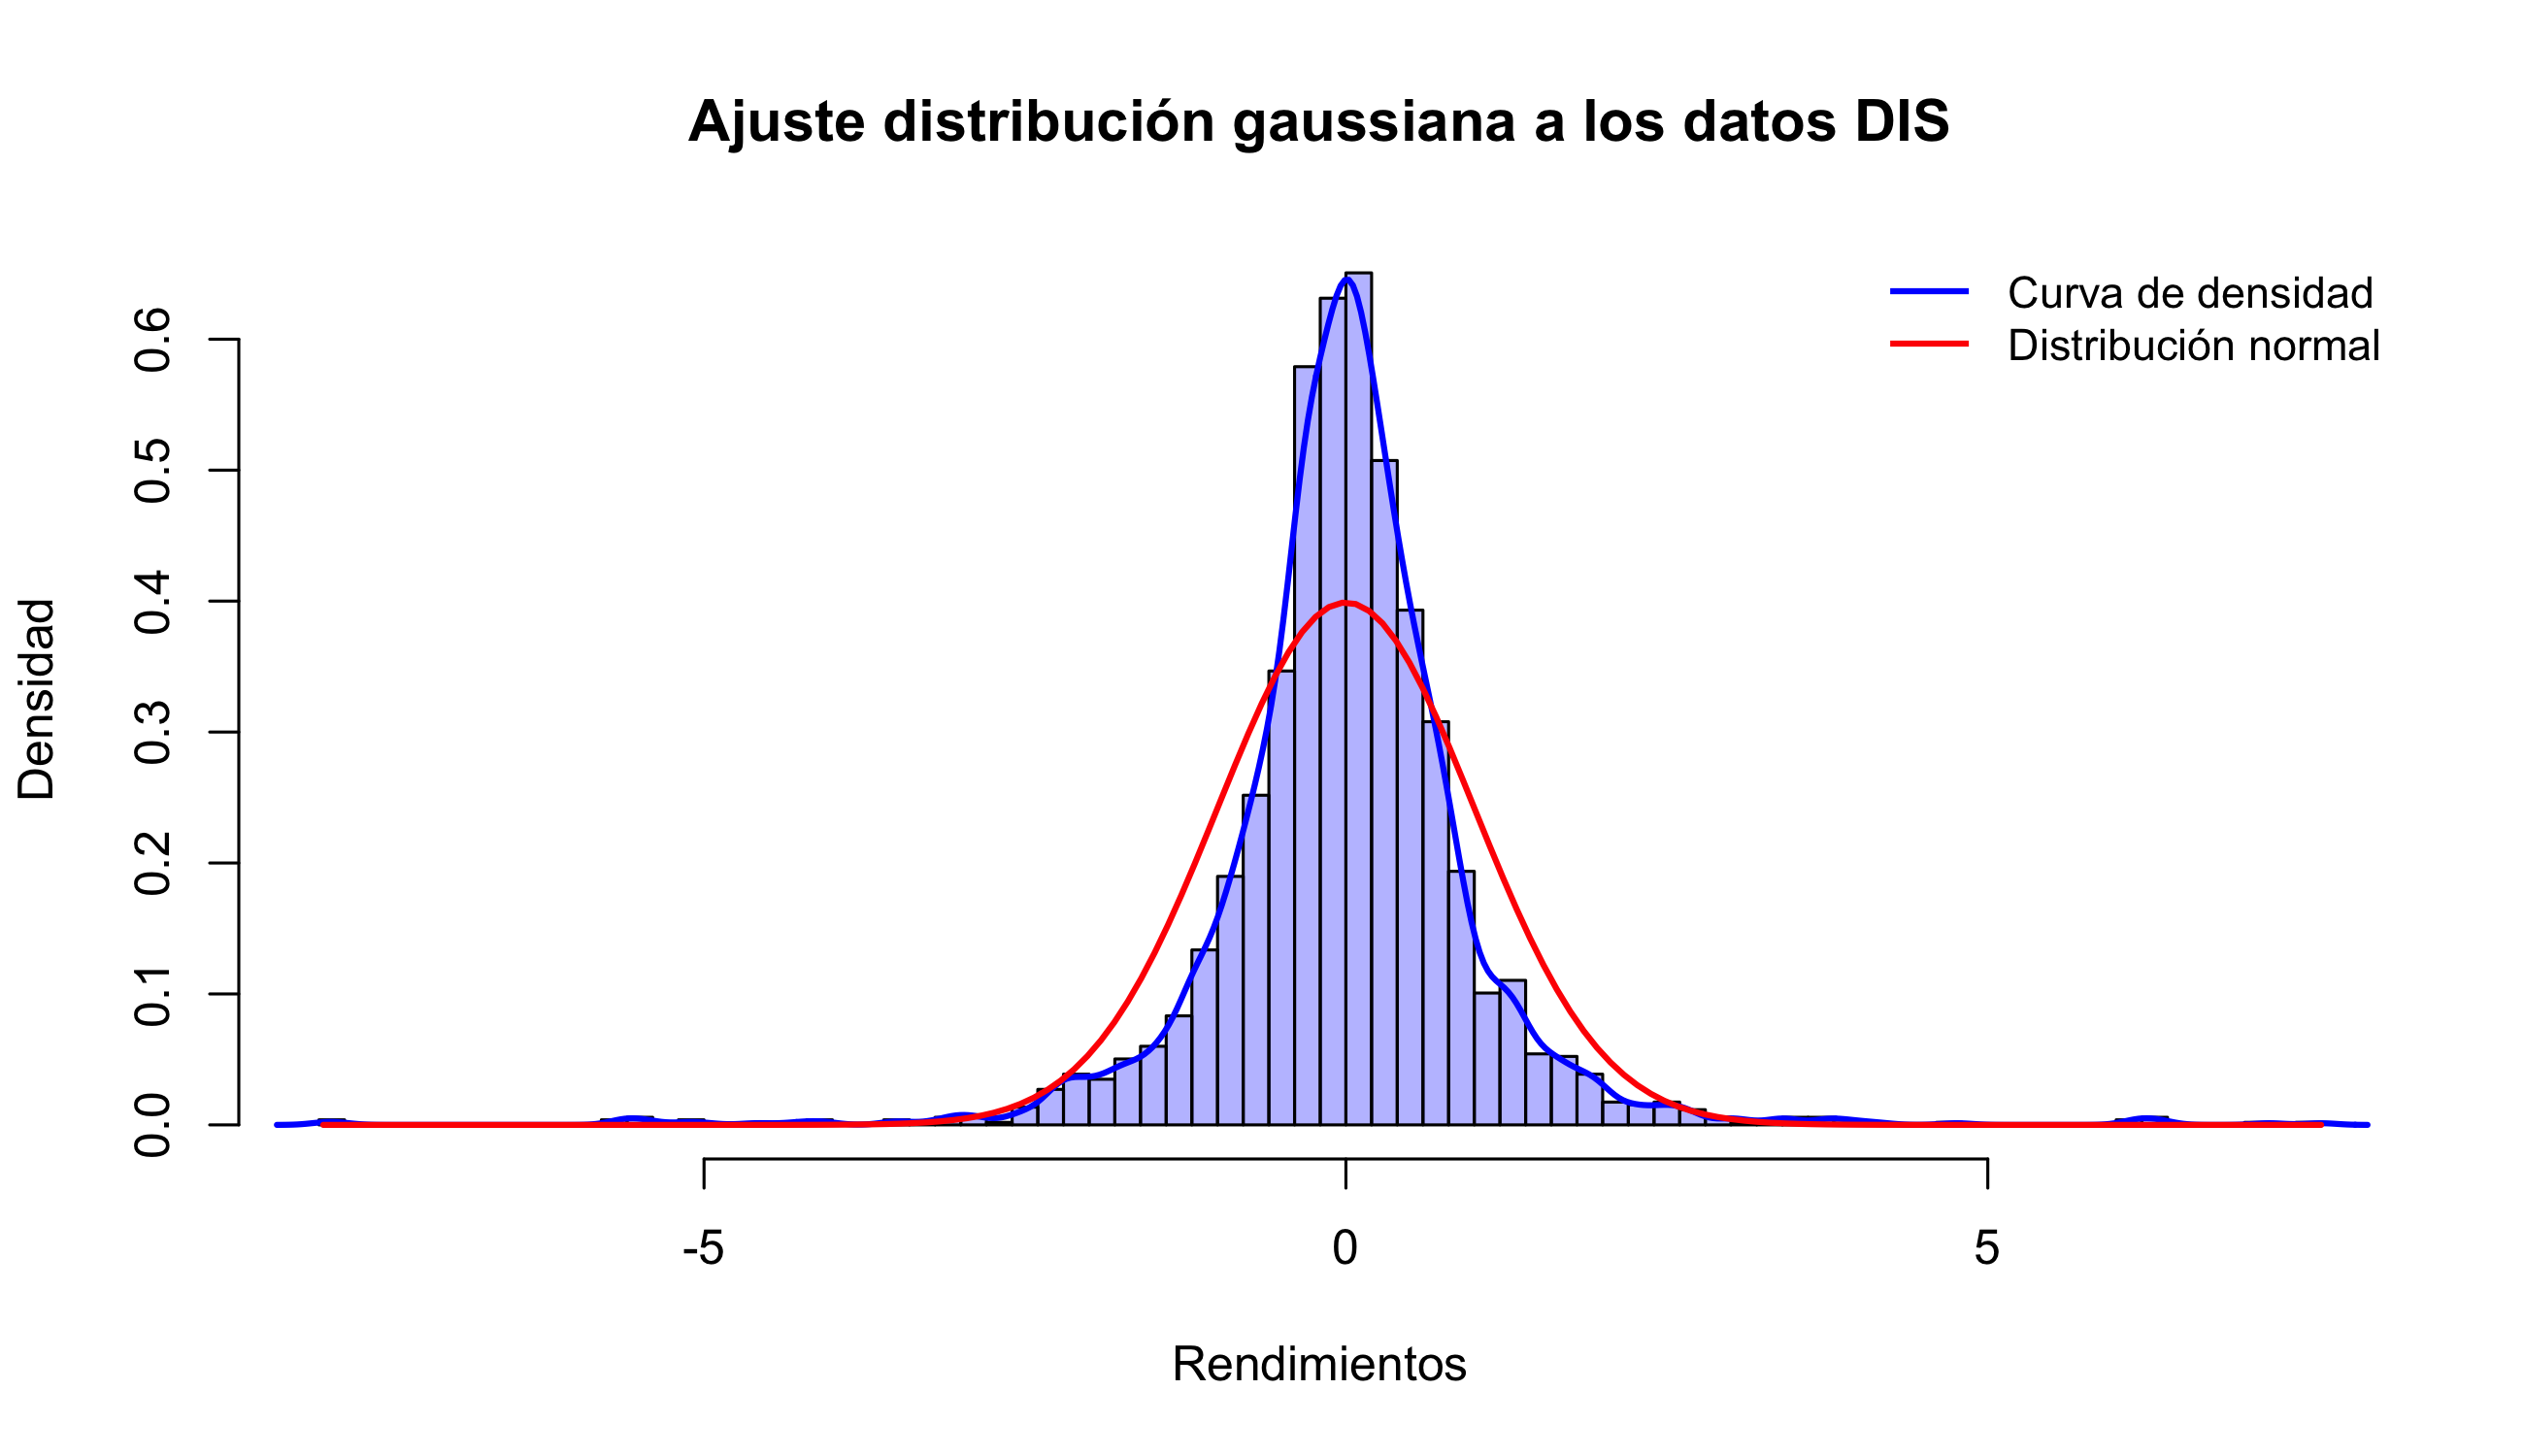 Ajuste distribución gaussiana a los datos DIS
Curva de densidad
Distribución normal
Densidad
0.6
0.5
0.4
0.3
0.2
0.1
0.0
-5 0 5
Rendimientos